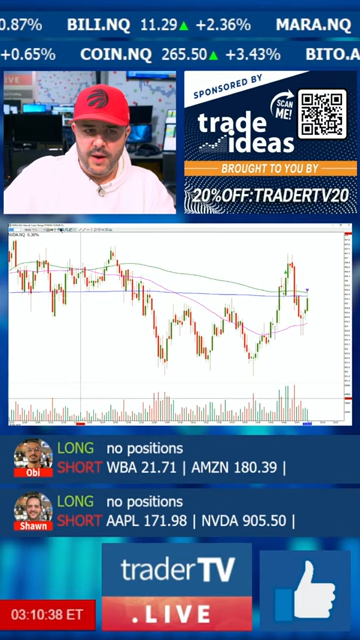 0.87% BILI.NQ 11.29▲ +2.36% MARA.NQ
+0.65% COIN.NQ 265.50▲ +3.43% BITO.A
LIVE
SPONSORED BY
SCAN ME!
trade ideas
BROUGHT TO YOU BY
20%OFF:TRADERTV20
Obi
LONG no positions
SHORT WBA 21.71 | AMZN 180.39 |
Shawn
LONG no positions
SHORT AAPL 171.98 | NVDA 905.50 |
03:10:38 ET
traderTV
.LIVE